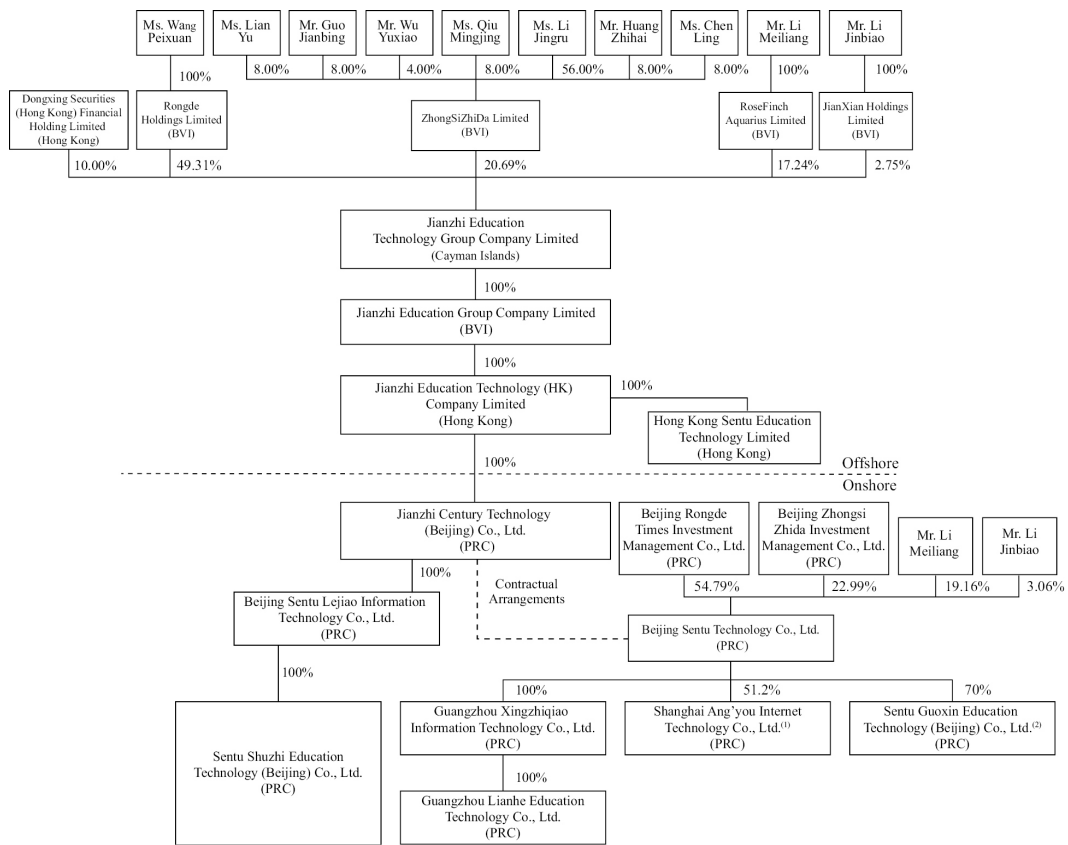 Ms. Wang
Peixuan
Ms. Lian
Yu
Mr. Guo
Jianbing
Mr. Wu
Yuxiao
Ms. Qiu
Mingjing
Ms. Li
Jingru
Mr. Huang
Zhihai
Ms. Chen
Ling
Mr. Li
Meiliang
Mr. Li
Jinbiao
100%
8.00%
8.00%
4.00%
8.00%
56.00%
8.00%
8.00%
100%
100%
Dongxing Securities
(Hong Kong) Financial
Holding Limited
(Hong Kong)
Rongde
Holdings Limited
(BVI)
ZhongSiZhiDa Limited
(BVI)
RoseFinch
Aquarius Limited
(BVI)
JianXian Holdings
Limited
(BVI)
10.00%
49.31%
20.69%
17.24%
2.75%
Jianzhi Education
Technology Group Company Limited
(Cayman Islands)
100%
Jianzhi Education Group Company Limited
(BVI)
100%
Jianzhi Education Technology (HK)
Company Limited
(Hong Kong)
100%
Hong Kong Sentu Education
Technology Limited
(Hong Kong)
100%
Offshore
Onshore
Jianzhi Century Technology
(Beijing) Co., Ltd.
(PRC)
Beijing Rongde
Times Investment
Management Co., Ltd.
(PRC)
Beijing Zhongsi
Zhida Investment
Management Co., Ltd.
(PRC)
Mr. Li
Meiliang
Mr. Li
Jinbiao
100%
Contractual
Arrangements
54.79%
22.99%
19.16%
3.06%
Beijing Sentu Lejiao Information
Technology Co., Ltd.
(PRC)
Beijing Sentu Technology Co., Ltd.
(PRC)
100%
100%
51.2%
70%
Sentu Shuzhi Education
Technology (Beijing) Co., Ltd.
(PRC)
Guangzhou Xingzhiqiao
Information Technology Co., Ltd.
(PRC)
Shanghai Ang'you Internet
Technology Co., Ltd.(1)
(PRC)
Sentu Guoxin Education
Technology (Beijing) Co., Ltd.(2)
(PRC)
100%
Guangzhou Lianhe Education
Technology Co., Ltd.
(PRC)